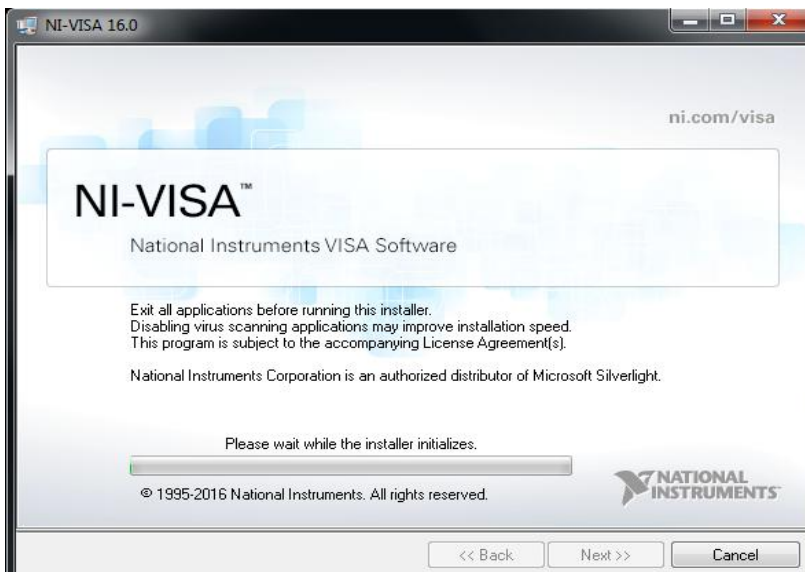 NI-VISA 16.0
ni.com/visa
NI-VISA™
National Instruments VISA Software
Exit all applications before running this installer.
Disabling virus scanning applications may improve installation speed.
This program is subject to the accompanying License Agreement(s).
National Instruments Corporation is an authorized distributor of Microsoft Silverlight.
Please wait while the installer initializes.
© 1995-2016 National Instruments. All rights reserved.
NATIONAL
INSTRUMENTS™
<< Back Next >> Cancel